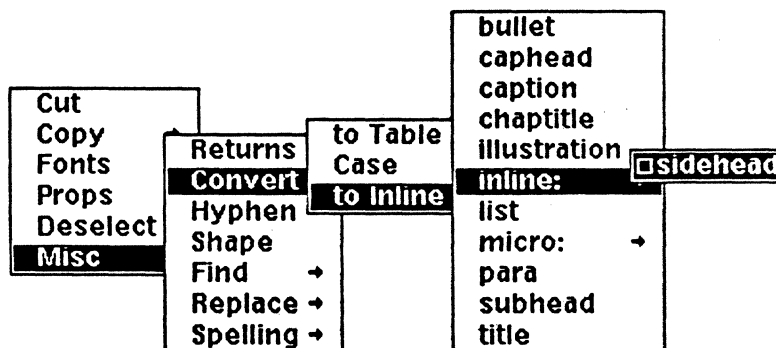 Cut
Copy
Fonts
Props
Deselect
Misc
Returns
Convert
Hyphen
Shape
Find →
Replace →
Spelling →
to Table
Case
to Inline
bullet
caphead
caption
chaptitle
illustration
inline:
list
micro: →
para
subhead
title
sidehead